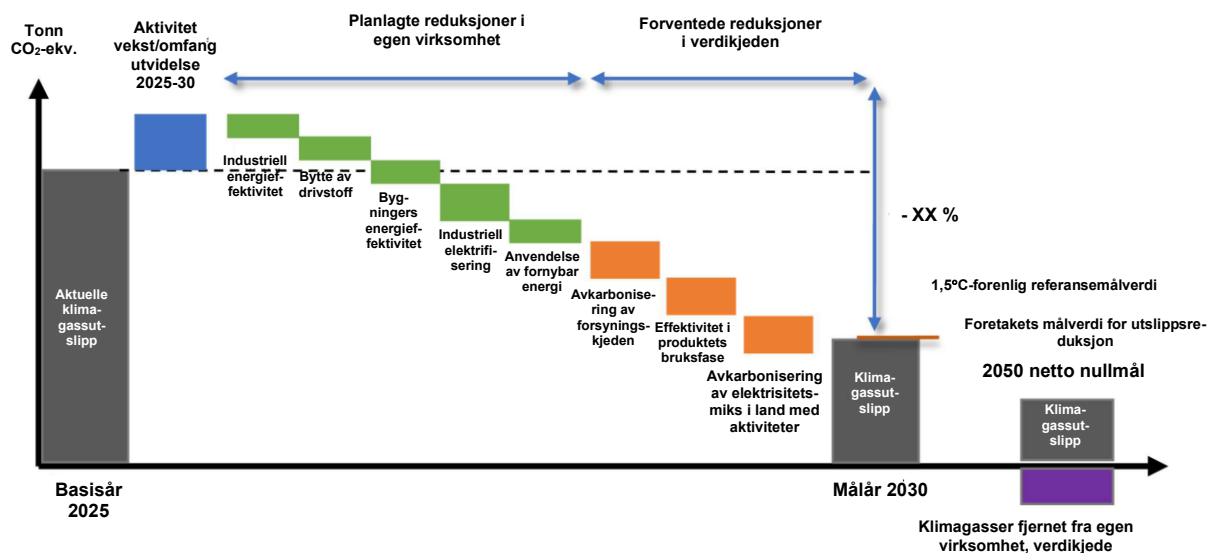 Tonn
CO₂-ekv.
Aktivitet
vekst/omfang
utvidelse
2025-30
Planlagte reduksjoner i
egen virksomhet
Forventede reduksjoner
i verdikjeden
Industriell
energief-
fektivitet
Bytte av
drivstoff
Byg-
ningers
energief-
fektivitet
Industriell
elektrifi-
sering
Anvendelse
av fornybar
energi
Avkarbonise-
ring av
forsynings-
kjeden
Effektivitet i
produktets
bruksfase
Avkarbonisering
av elektrisitets-
miks i land med
aktiviteter
- XX %
1,5°C-forenlig referansemålverdi
Foretakets målverdi for utslippsre-
duksjon
2050 netto nullmål
Aktuelle
klima-
gassut-
slipp
Klima-
gassut-
slipp
Klima-
gassut-
slipp
Basisår
2025
Målår 2030
Klimagasser fjernet fra egen
virksomhet, verdikjede